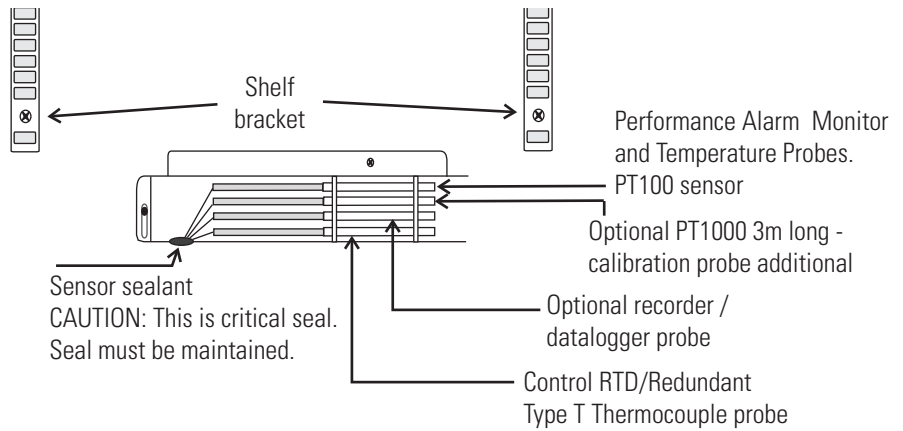 Shelf
bracket
Performance Alarm Monitor
and Temperature Probes.
PT100 sensor
Optional PT1000 3m long -
calibration probe additional
Sensor sealant
CAUTION: This is critical seal.
Seal must be maintained.
Optional recorder /
datalogger probe
Control RTD/Redundant
Type T Thermocouple probe